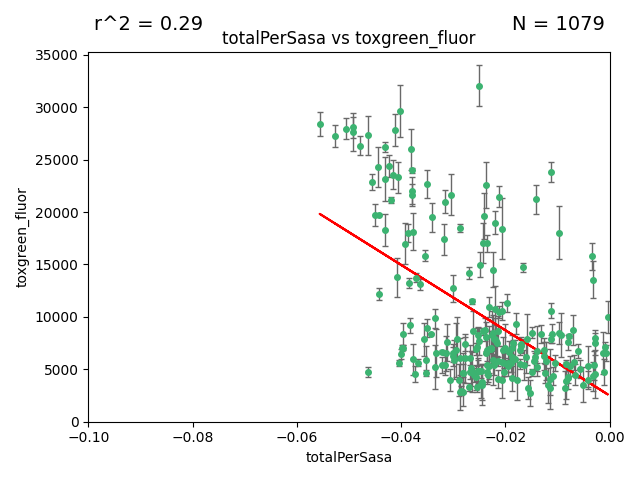 r^2 = 0.29 N = 1079
totalPerSasa vs toxgreen_fluor
35000
30000
25000
20000
15000
10000
5000
0
toxgreen_fluor
−0.10 −0.08 −0.06 −0.04 −0.02 0.00
totalPerSasa